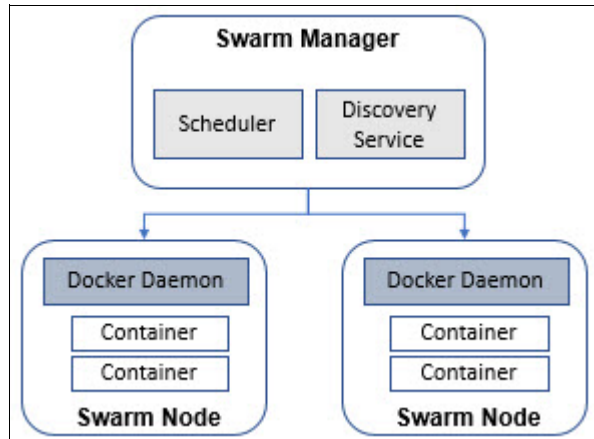 Swarm Manager
Scheduler
Discovery
Service
Docker Daemon
Container
Container
Swarm Node
Docker Daemon
Container
Container
Swarm Node